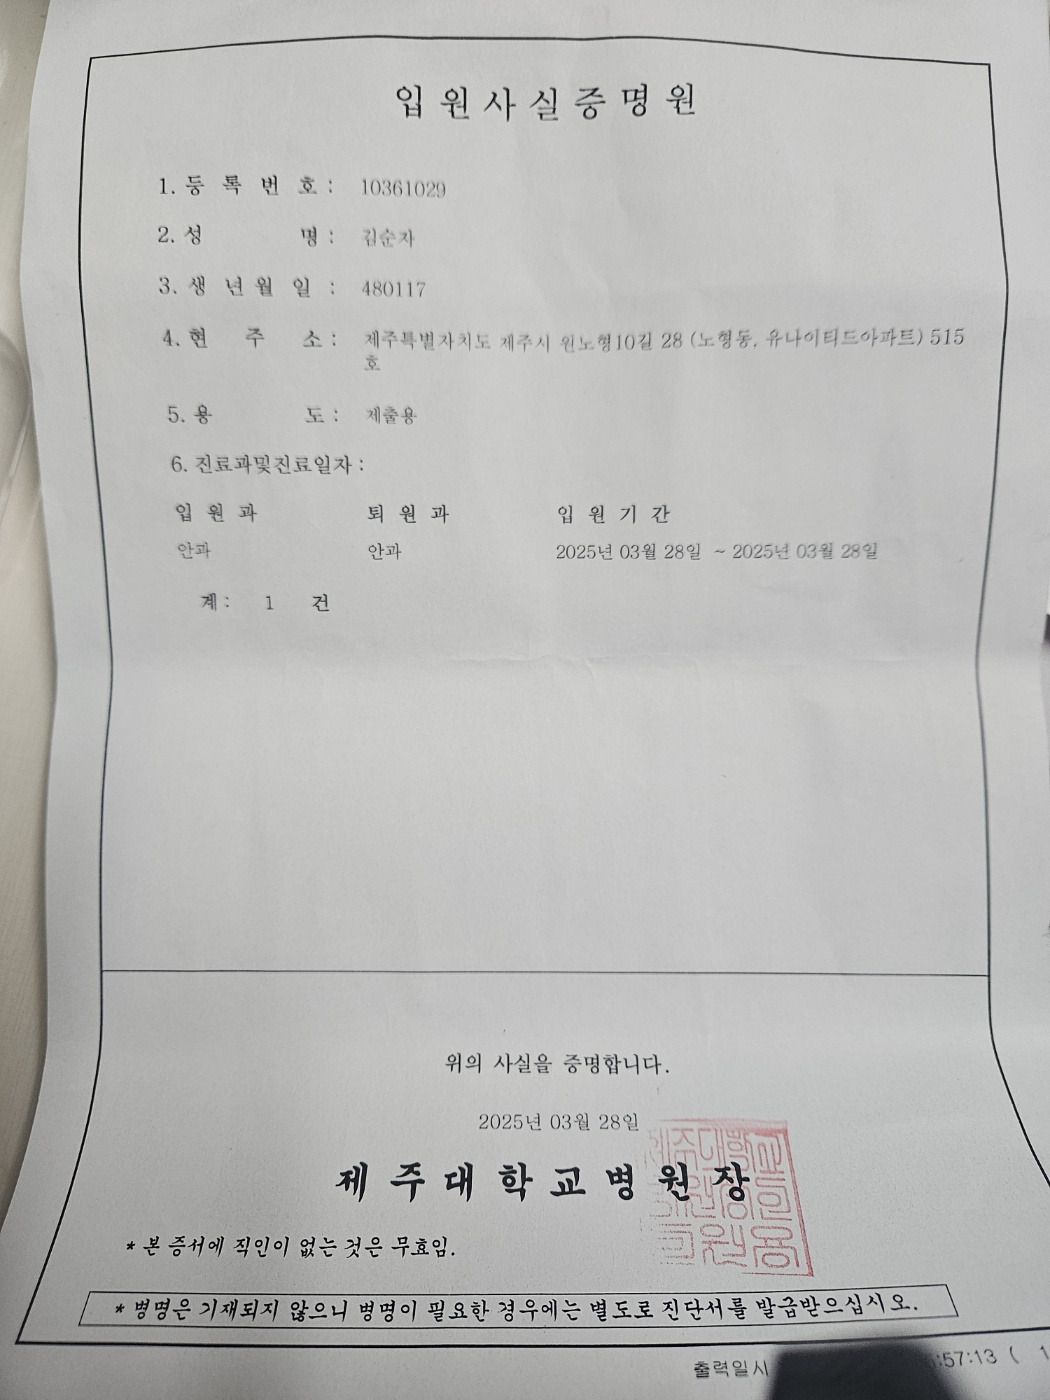 입원사실증명원
1. 등 록 번 호 : 10361029
2. 성 명 : 김순자
3. 생 년 월 일 : 480117
4. 현 주 소 : 제주특별자치도 제주시 원노형10길 28 (노형동, 유나이티드아파트) 515
호
5. 용 도 : 제출용
6. 진료과및진료일자 :
입 원 과 퇴 원 과 입 원 기 간
안과 안과 2025년 03월 28일 ~ 2025년 03월 28일
계 : 1 건
위의 사실을 증명합니다.
2025년 03월 28일
제주대학교병원장
* 본 증서에 직인이 없는 것은 무효임.
* 병명은 기재되지 않으니 병명이 필요한 경우에는 별도로 진단서를 발급받으십시오.
출력일시 :57:13 ( 1